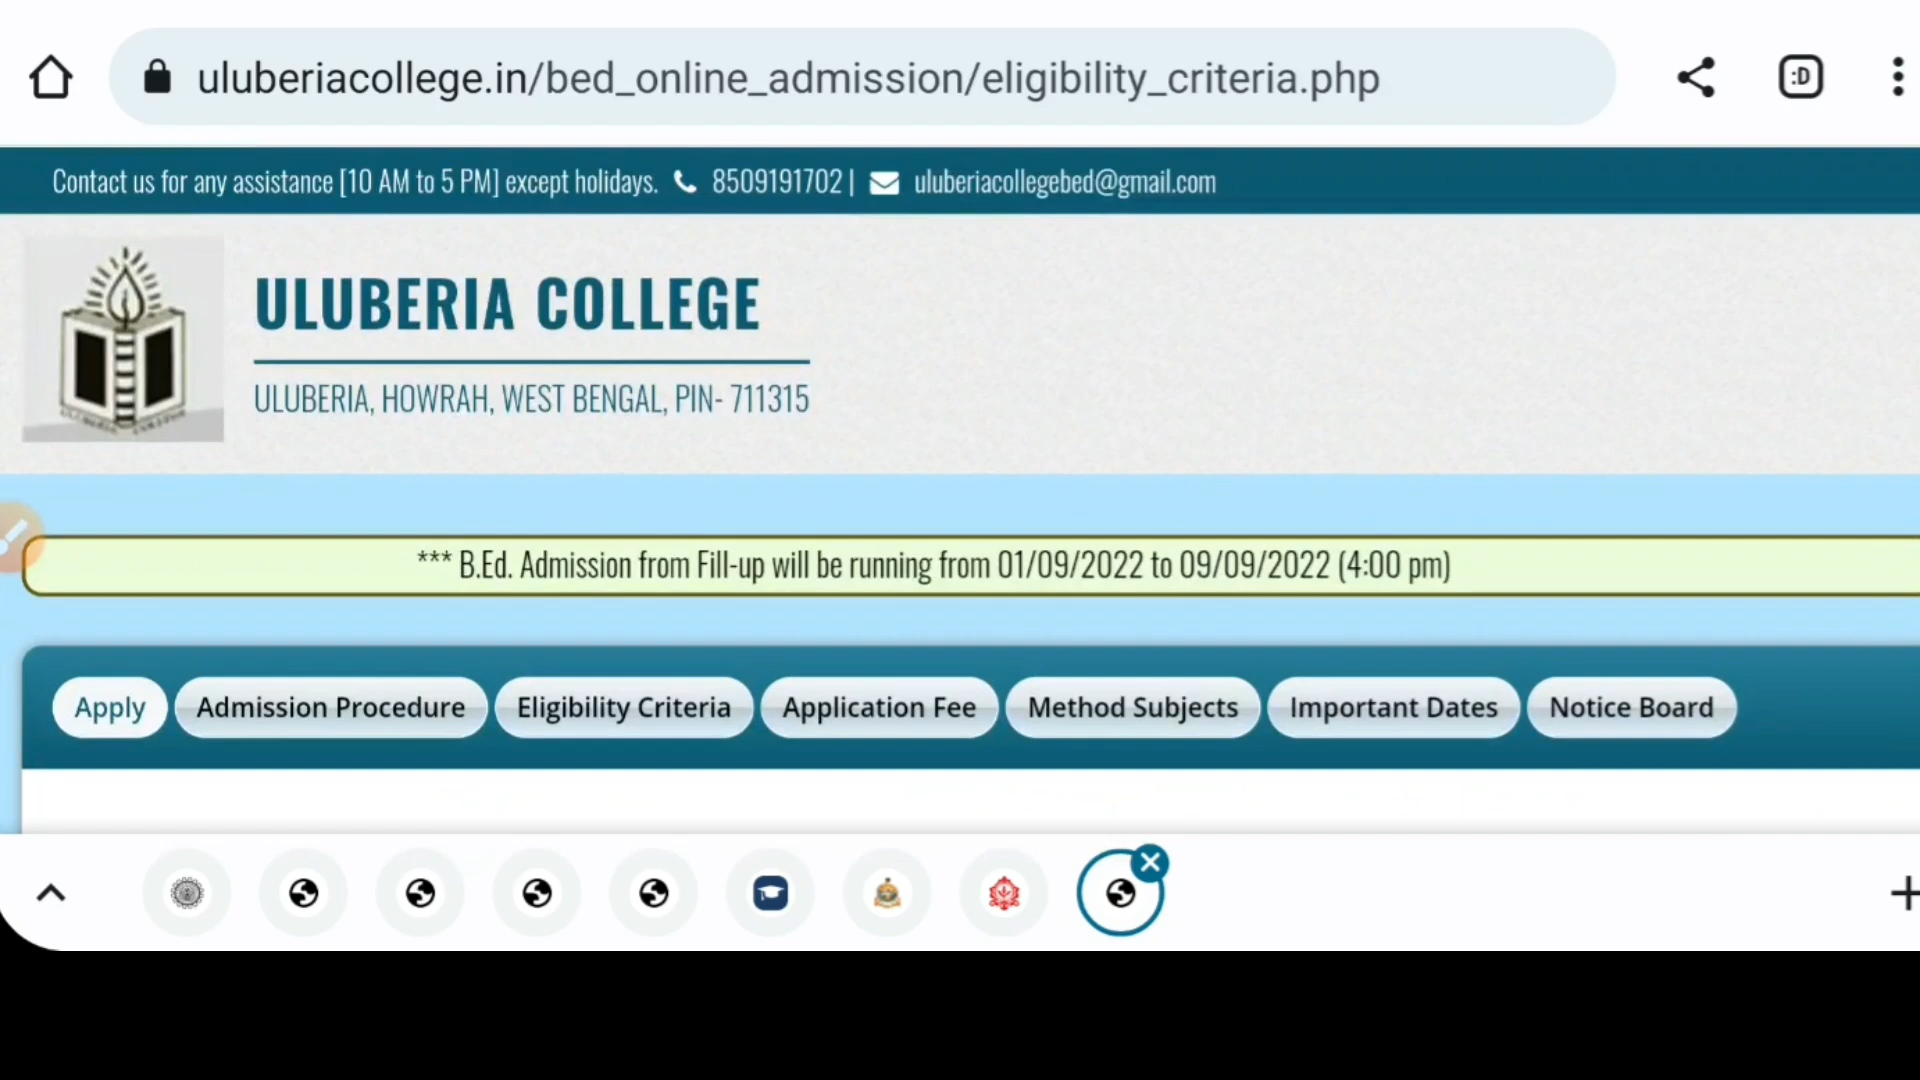 uluberiacollege.in/bed_online_admission/eligibility_criteria.php
:D
Contact us for any assistance [10 AM to 5 PM] except holidays. 8509191702 | uluberiacollegebed@gmail.com
ULUBERIA COLLEGE
ULUBERIA, HOWRAH, WEST BENGAL, PIN- 711315
*** B.Ed. Admission from Fill-up will be running from 01/09/2022 to 09/09/2022 (4:00 pm)
Apply Admission Procedure Eligibility Criteria Application Fee Method Subjects Important Dates Notice Board